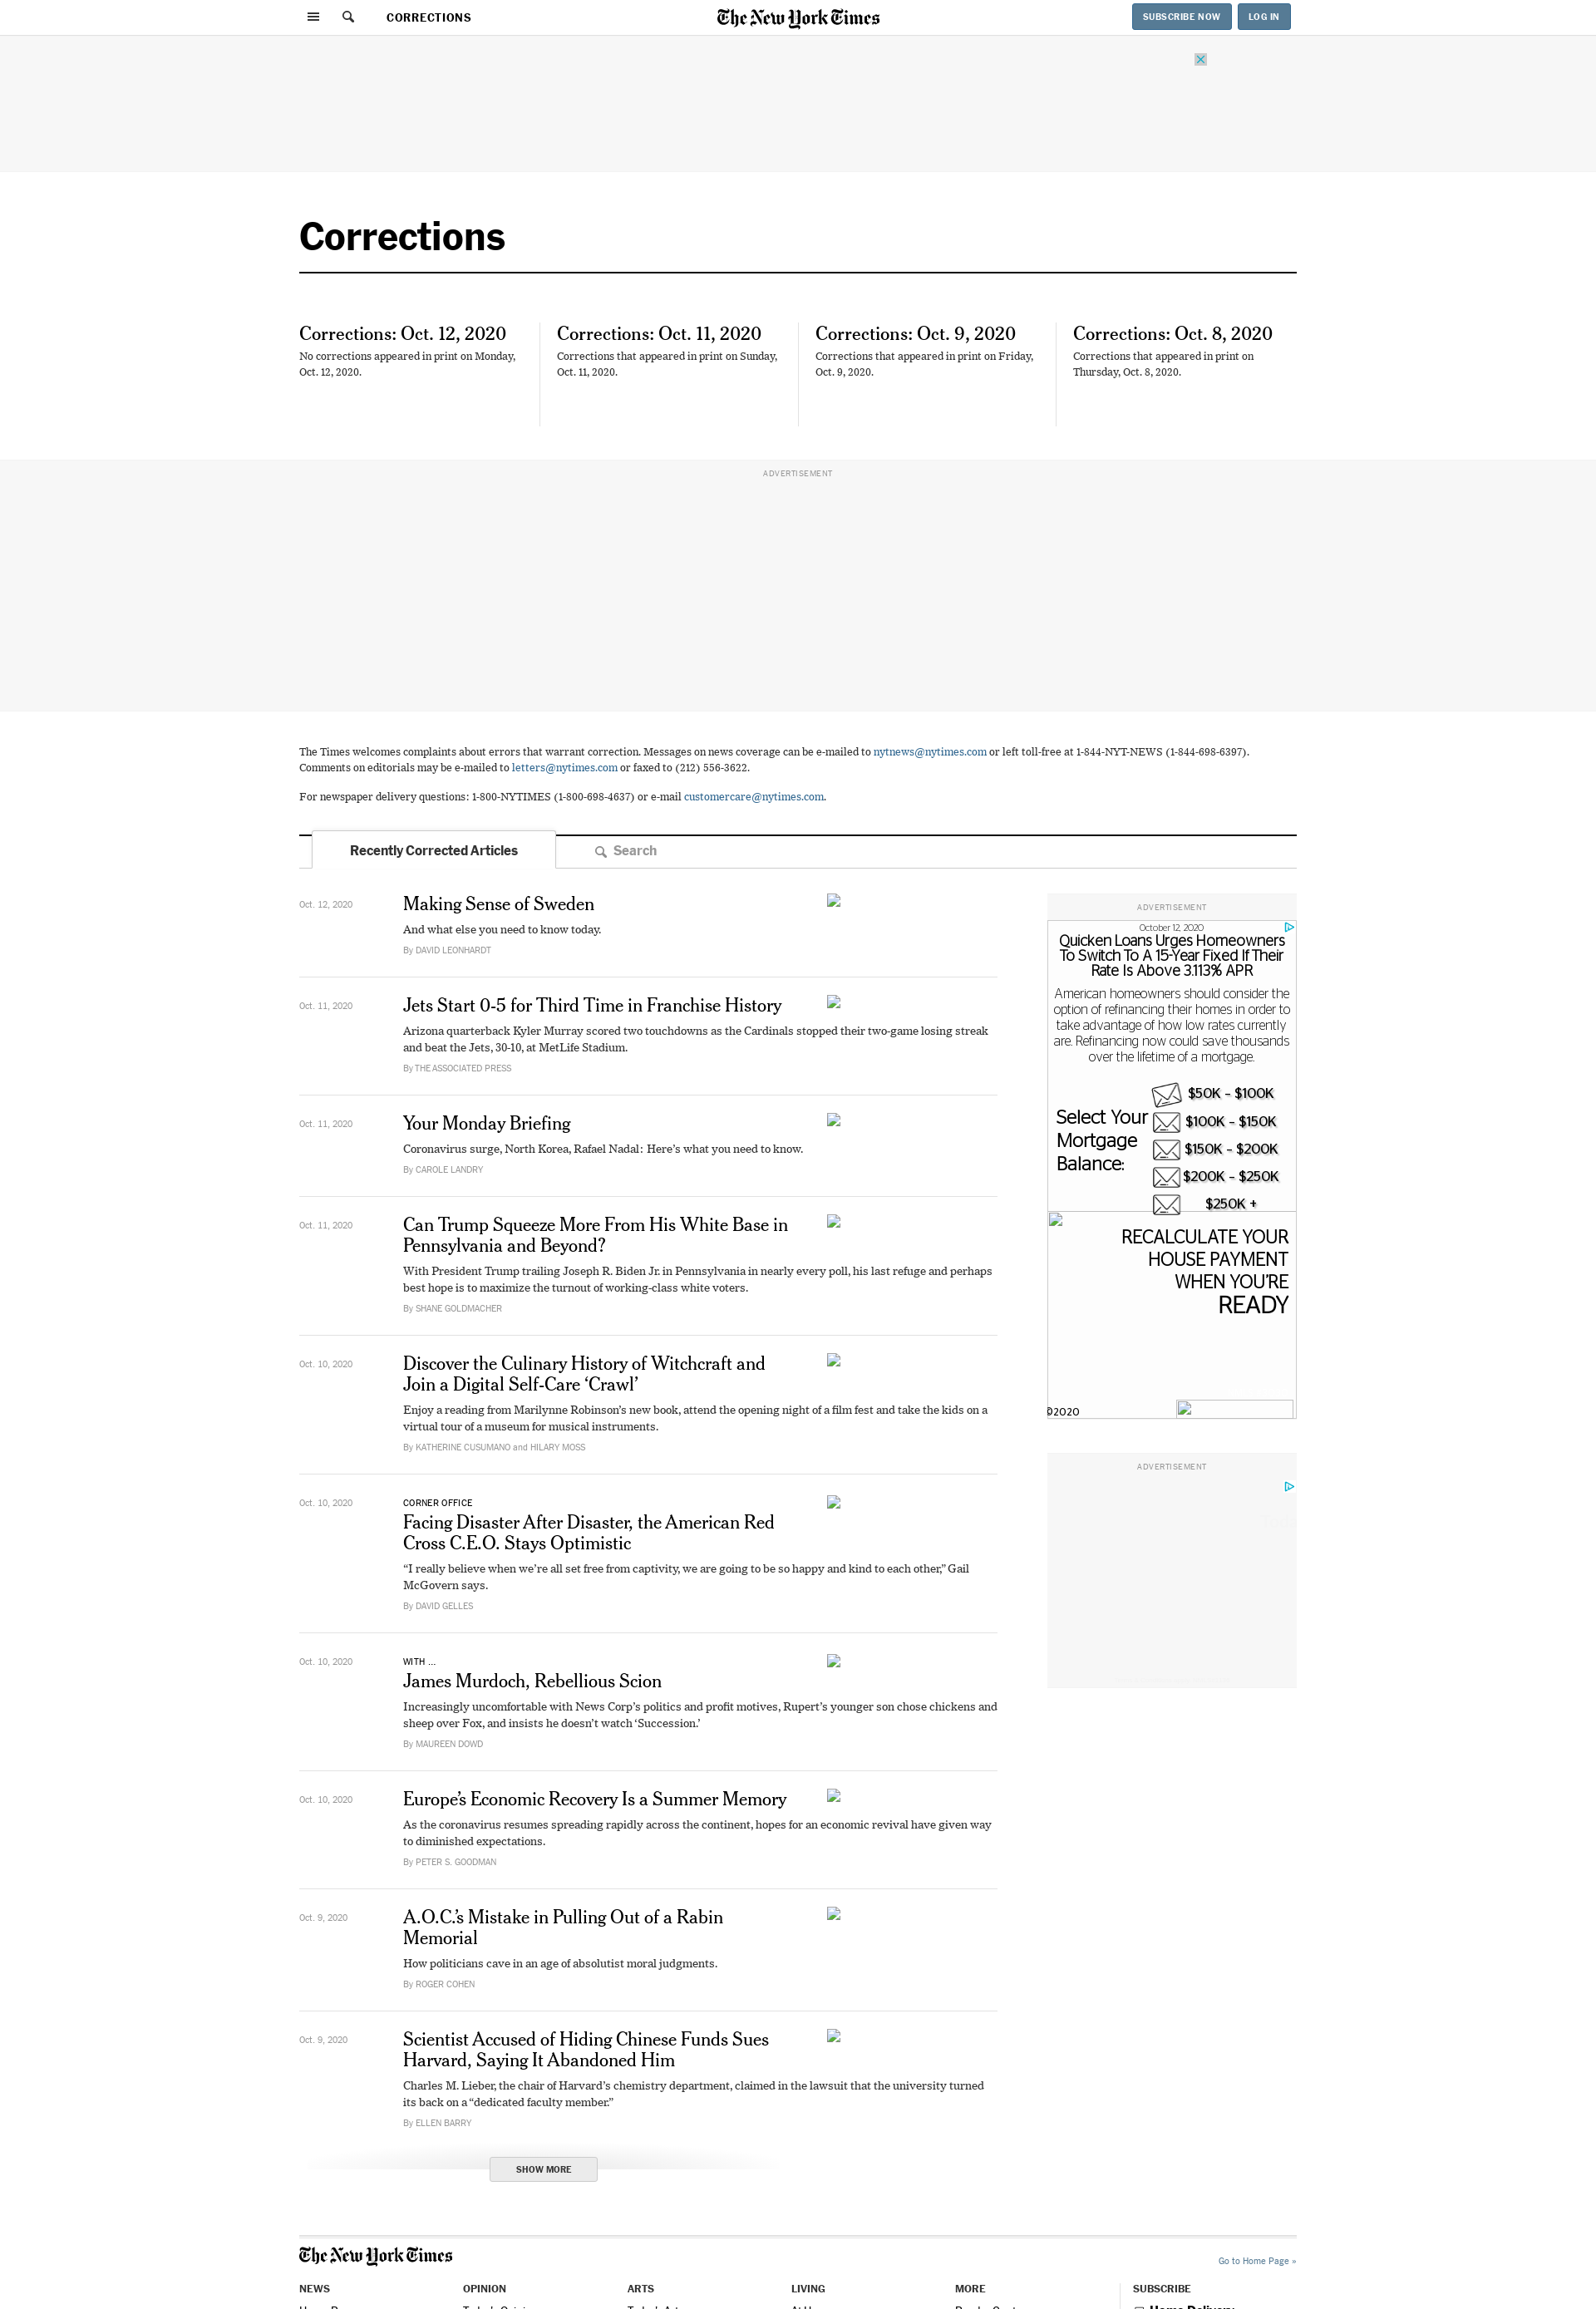 CORRECTIONS
The New York Times
SUBSCRIBE NOW
LOG IN
Corrections
Corrections: Oct. 12, 2020
No corrections appeared in print on Monday,
Oct. 12, 2020.
Corrections: Oct. 11, 2020
Corrections that appeared in print on Sunday,
Oct. 11, 2020.
Corrections: Oct. 9, 2020
Corrections that appeared in print on Friday,
Oct. 9, 2020.
Corrections: Oct. 8, 2020
Corrections that appeared in print on
Thursday, Oct. 8, 2020.
ADVERTISEMENT
The Times welcomes complaints about errors that warrant correction. Messages on news coverage can be e-mailed to nytnews@nytimes.com or left toll-free at 1-844-NYT-NEWS (1-844-698-6397).
Comments on editorials may be e-mailed to letters@nytimes.com or faxed to (212) 556-3622.
For newspaper delivery questions: 1-800-NYTIMES (1-800-698-4637) or e-mail customercare@nytimes.com.
Recently Corrected Articles
Search
Oct. 12, 2020
Making Sense of Sweden
And what else you need to know today.
By DAVID LEONHARDT
Oct. 11, 2020
Jets Start 0-5 for Third Time in Franchise History
Arizona quarterback Kyler Murray scored two touchdowns as the Cardinals stopped their two-game losing streak
and beat the Jets, 30-10, at MetLife Stadium.
By THE ASSOCIATED PRESS
Oct. 11, 2020
Your Monday Briefing
Coronavirus surge, North Korea, Rafael Nadal: Here’s what you need to know.
By CAROLE LANDRY
Oct. 11, 2020
Can Trump Squeeze More From His White Base in
Pennsylvania and Beyond?
With President Trump trailing Joseph R. Biden Jr. in Pennsylvania in nearly every poll, his last refuge and perhaps
best hope is to maximize the turnout of working-class white voters.
By SHANE GOLDMACHER
Oct. 10, 2020
Discover the Culinary History of Witchcraft and
Join a Digital Self-Care ‘Crawl’
Enjoy a reading from Marilynne Robinson’s new book, attend the opening night of a film fest and take the kids on a
virtual tour of a museum for musical instruments.
By KATHERINE CUSUMANO and HILARY MOSS
Oct. 10, 2020
CORNER OFFICE
Facing Disaster After Disaster, the American Red
Cross C.E.O. Stays Optimistic
“I really believe when we’re all set free from captivity, we are going to be so happy and kind to each other,” Gail
McGovern says.
By DAVID GELLES
Oct. 10, 2020
WITH ...
James Murdoch, Rebellious Scion
Increasingly uncomfortable with News Corp’s politics and profit motives, Rupert’s younger son chose chickens and
sheep over Fox, and insists he doesn’t watch ‘Succession.’
By MAUREEN DOWD
Oct. 10, 2020
Europe’s Economic Recovery Is a Summer Memory
As the coronavirus resumes spreading rapidly across the continent, hopes for an economic revival have given way
to diminished expectations.
By PETER S. GOODMAN
Oct. 9, 2020
A.O.C.’s Mistake in Pulling Out of a Rabin
Memorial
How politicians cave in an age of absolutist moral judgments.
By ROGER COHEN
Oct. 9, 2020
Scientist Accused of Hiding Chinese Funds Sues
Harvard, Saying It Abandoned Him
Charles M. Lieber, the chair of Harvard’s chemistry department, claimed in the lawsuit that the university turned
its back on a “dedicated faculty member.”
By ELLEN BARRY
SHOW MORE
ADVERTISEMENT
October 12, 2020
Quicken Loans Urges Homeowners
To Switch To A 15-Year Fixed If Their
Rate Is Above 3.113% APR
American homeowners should consider the
option of refinancing their homes in order to
take advantage of how low rates currently
are. Refinancing now could save thousands
over the lifetime of a mortgage.
Select Your
Mortgage
Balance:
$50K - $100K
$100K - $150K
$150K - $200K
$200K - $250K
$250K +
RECALCULATE YOUR
HOUSE PAYMENT
WHEN YOU’RE
READY
©2020
ADVERTISEMENT
The New York Times
Go to Home Page »
NEWS
OPINION
ARTS
LIVING
MORE
SUBSCRIBE